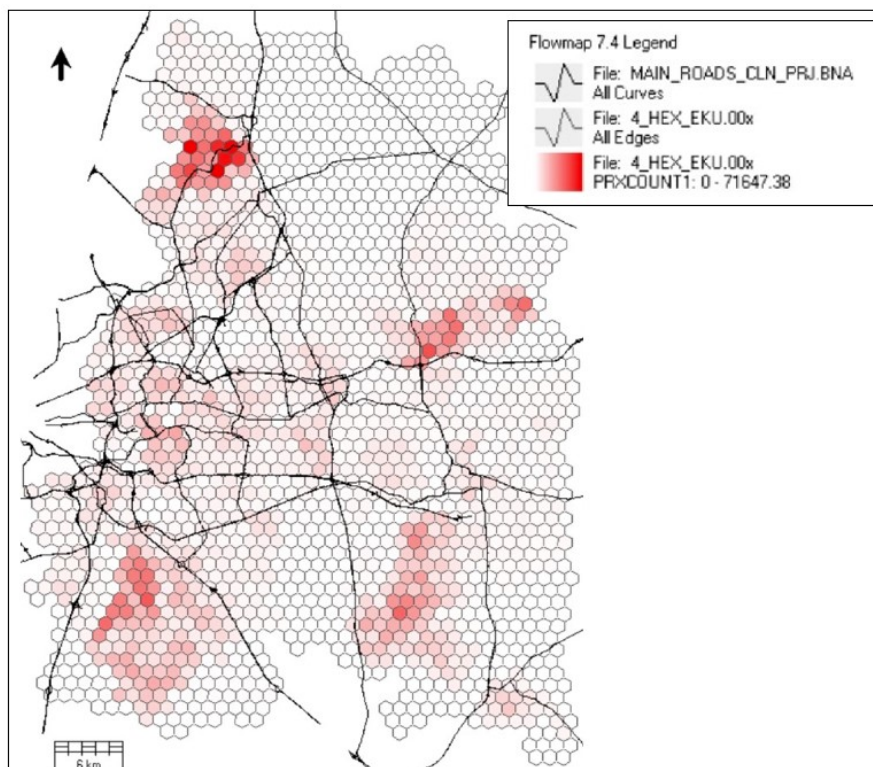 Flowmap 7.4 Legend
File: MAIN_ROADS_CLN_PRJ.BNA
All Curves
File: 4_HEX_EKU.00x
All Edges
File: 4_HEX_EKU.00x
PRXCOUNT1: 0 - 71647.38
6 km